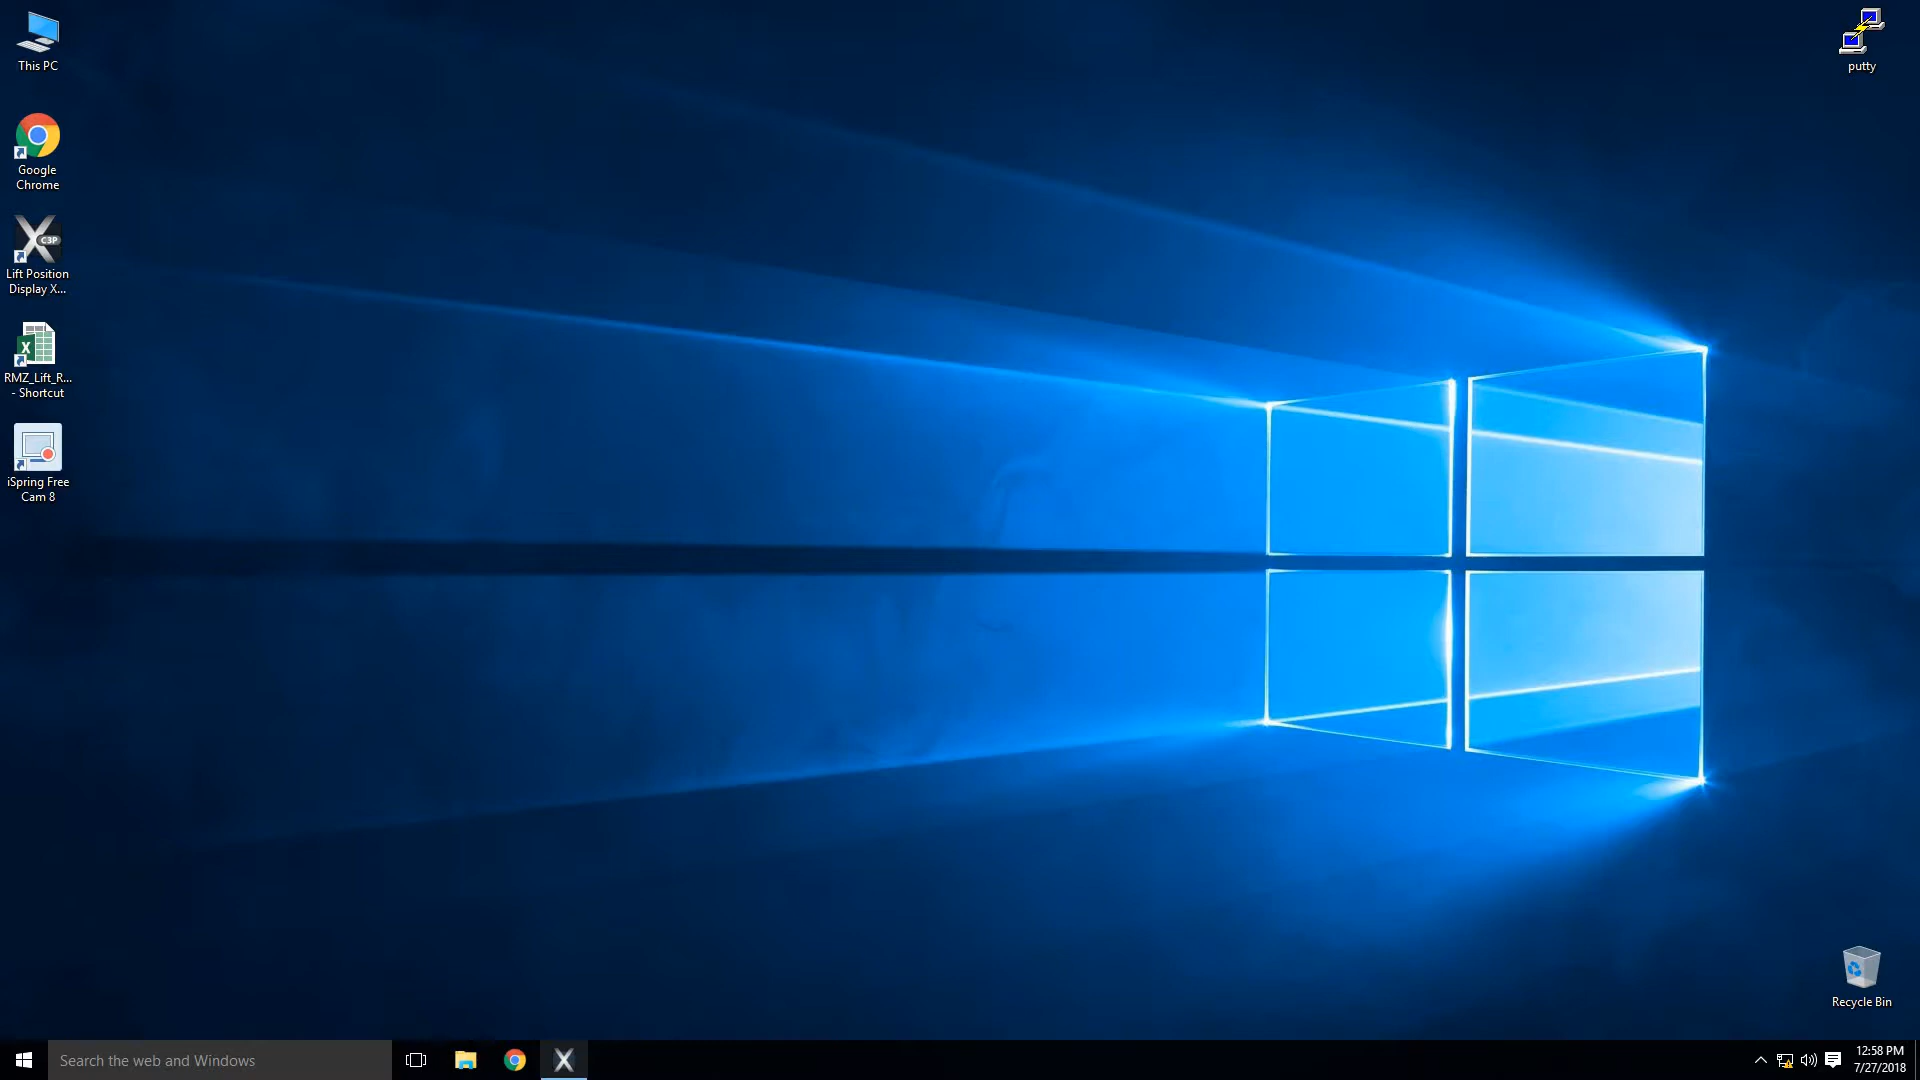 This PC
putty
Google
Chrome
C3P
Lift Position
Display X...
RMZ_Lift_R...
- Shortcut
iSpring Free
Cam 8
Recycle Bin
Search the web and Windows
12:58 PM
7/27/2018